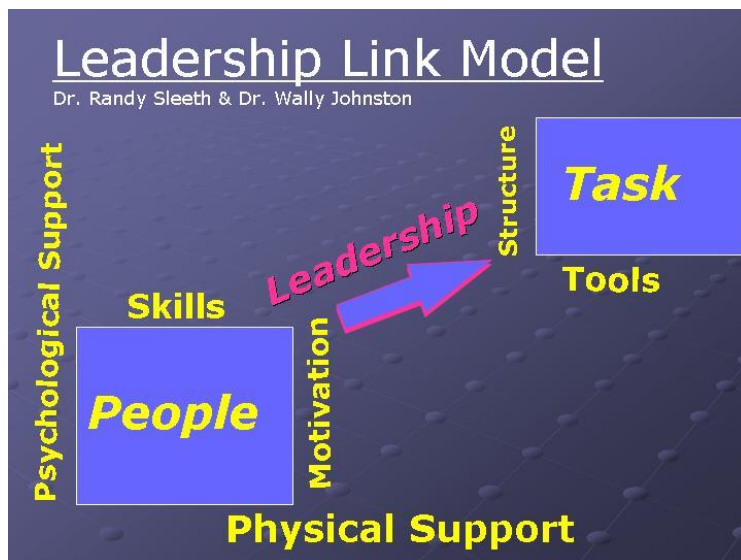 Leadership Link Model
Dr. Randy Sleeth & Dr. Wally Johnston
Structure
Task
Tools
Leadership
Psychological Support
Skills
People
Motivation
Physical Support